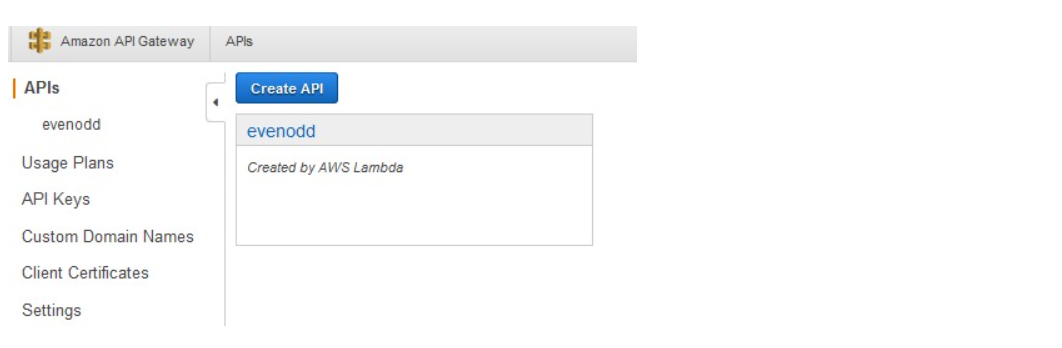 Amazon API Gateway APIs
APIs
evenodd
Usage Plans
API Keys
Custom Domain Names
Client Certificates
Settings
Create API
evenodd
Created by AWS Lambda